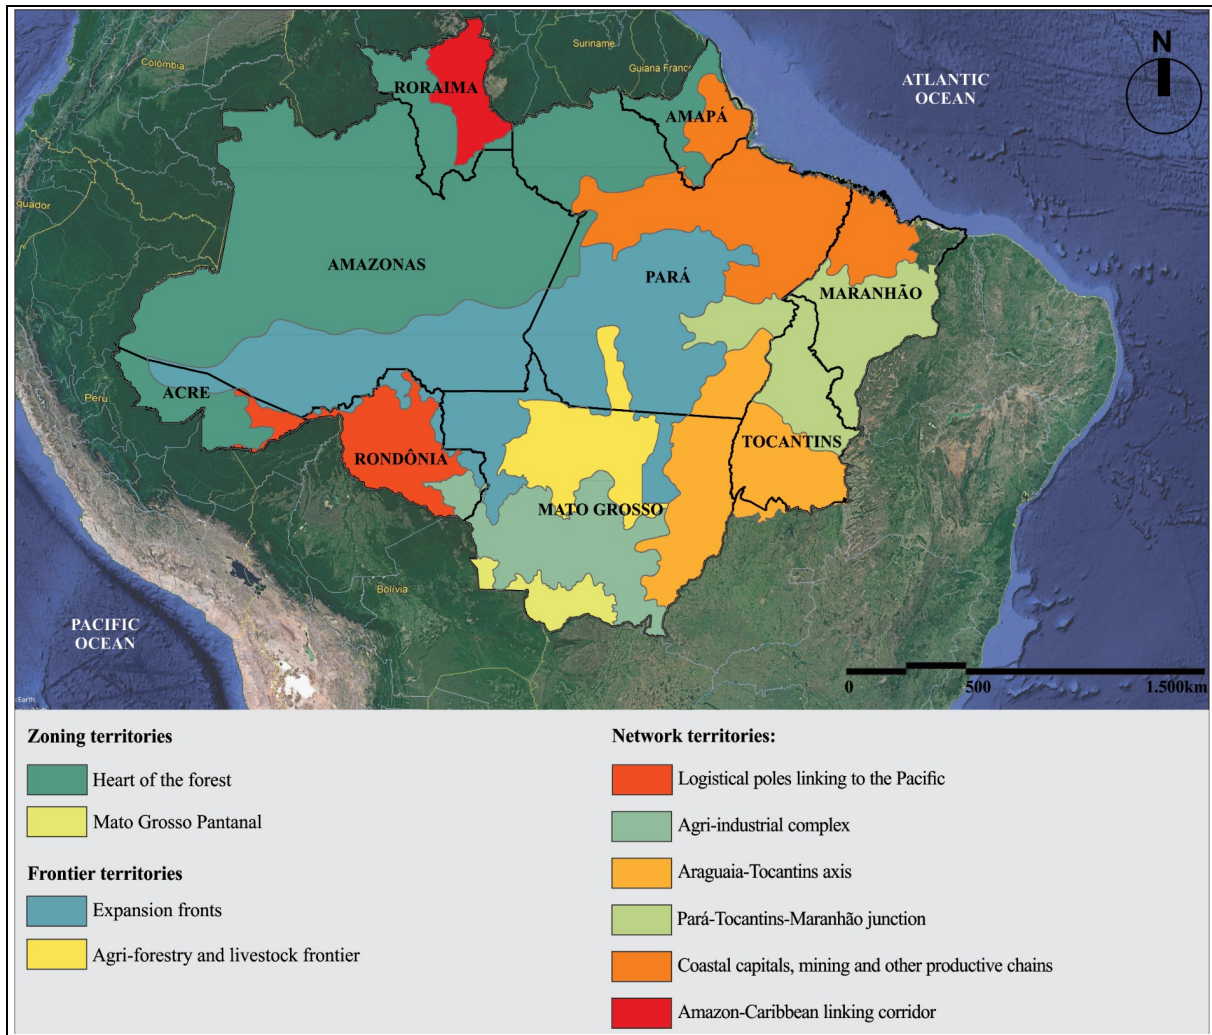 Suriname
Guiana Franc
Colômbia
N
ATLANTIC
OCEAN
RORAIMA
AMAPÁ
quador
AMAZONAS
PARÁ
MARANHÃO
ACRE
Peru
TOCANTINS
RONDÔNIA
MATO GROSSO
Bolívia
PACIFIC
OCEAN
0 500 1.500km
Earth
Zoning territories
Heart of the forest
Mato Grosso Pantanal
Frontier territories
Expansion fronts
Agri-forestry and livestock frontier
Network territories:
Logistical poles linking to the Pacific
Agri-industrial complex
Araguaia-Tocantins axis
Pará-Tocantins-Maranhão junction
Coastal capitals, mining and other productive chains
Amazon-Caribbean linking corridor